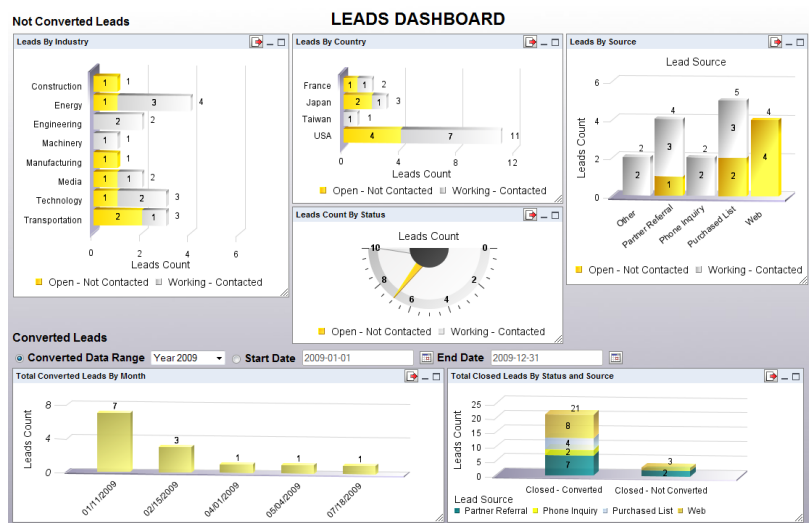 LEADS DASHBOARD
Not Converted Leads
Leads By Industry
Construction 1 1
Energy 1 3 4
Engineering 2 2
Machinery 1 1
Manufacturing 1 1
Media 1 1 2
Technology 1 2 3
Transportation 2 1 3
0 2 4 6
Leads Count
Open - Not Contacted Working - Contacted
Leads By Country
France 1 1 2
Japan 2 1 3
Taiwan 1 1
USA 4 7 11
0 4 8 12
Leads Count
Open - Not Contacted Working - Contacted
Leads Count By Status
Leads Count
10 0
8 2
6 4
Open - Not Contacted Working - Contacted
Leads By Source
Lead Source
Leads Count
6
4
2
0
2 4 2 5 4
2 3 2 3 4
1 2
Other Partner Referral Phone Inquiry Purchased List Web
Open - Not Contacted Working - Contacted
Converted Leads
Converted Data Range Year 2009 Start Date 2009-01-01 End Date 2009-12-31
Total Converted Leads By Month
Leads Count
8
4
0
7 3 1 1 1
01/11/2009 02/15/2009 04/01/2009 05/04/2009 07/18/2009
Total Closed Leads By Status and Source
Leads Count
25
20
15
10
5
0
21
8
4
2
7
3
2
Closed - Converted Closed - Not Converted
Lead Source
Partner Referral Phone Inquiry Purchased List Web